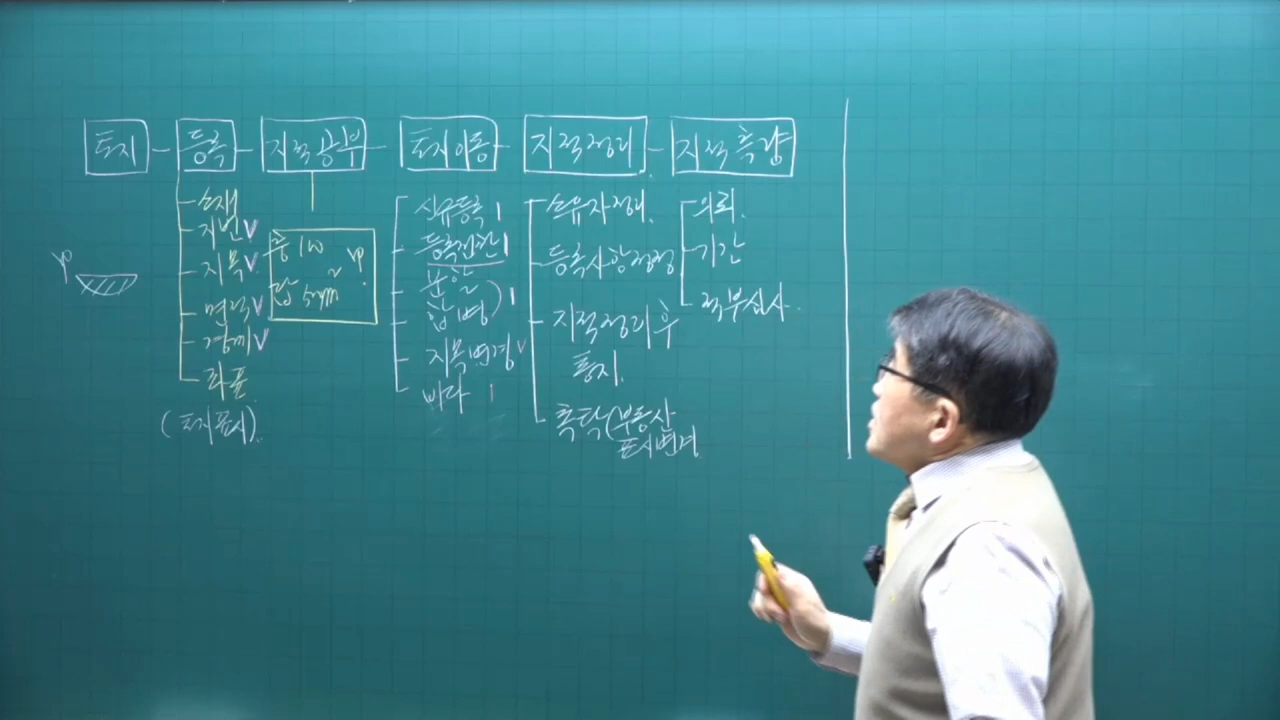 토지 - 등록 - 지적공부 - 토지이동 - 지적정리 - 지적측량
소재
지번 V
지목 V
면적 V
경계 V
좌표
(토지표시)
신규등록
등록전환
분할
합병
지목변경 V
바다
소유자정리
등록사항정정
지적정리 후
통지
촉탁(부동산
표시변경
의뢰
기간
적부심사